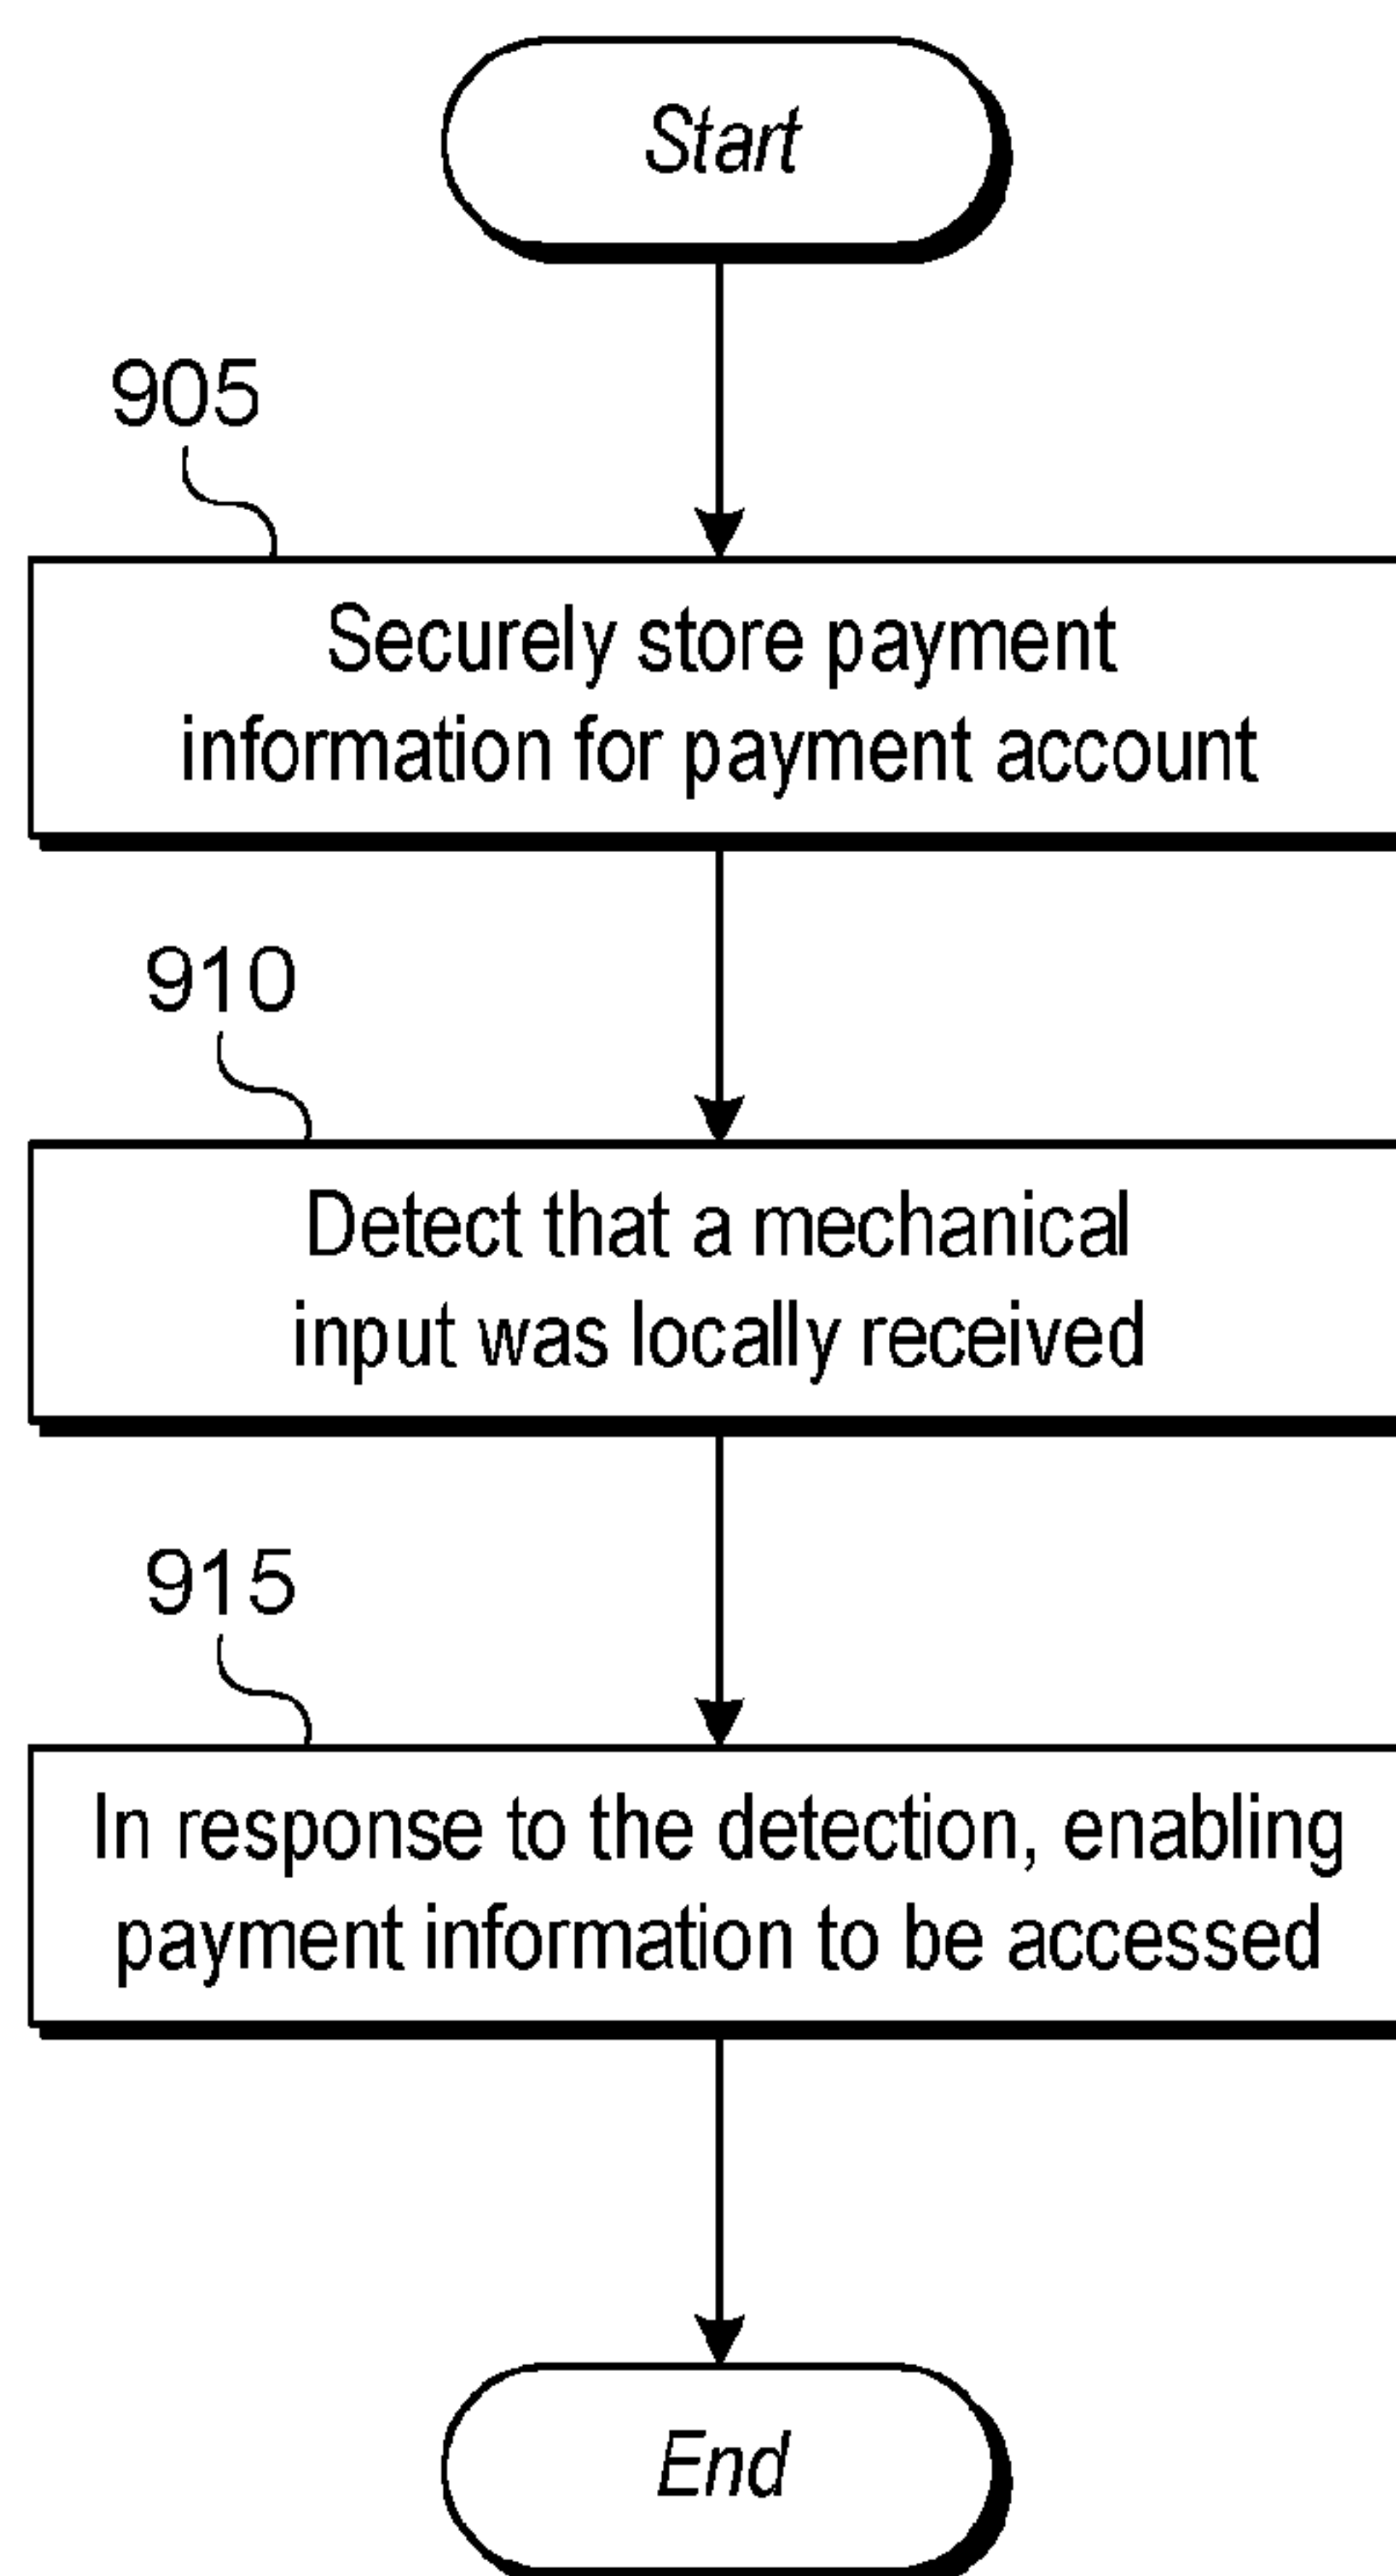 Start
905
Securely store payment
information for payment account
910
Detect that a mechanical
input was locally received
915
In response to the detection, enabling
payment information to be accessed
End